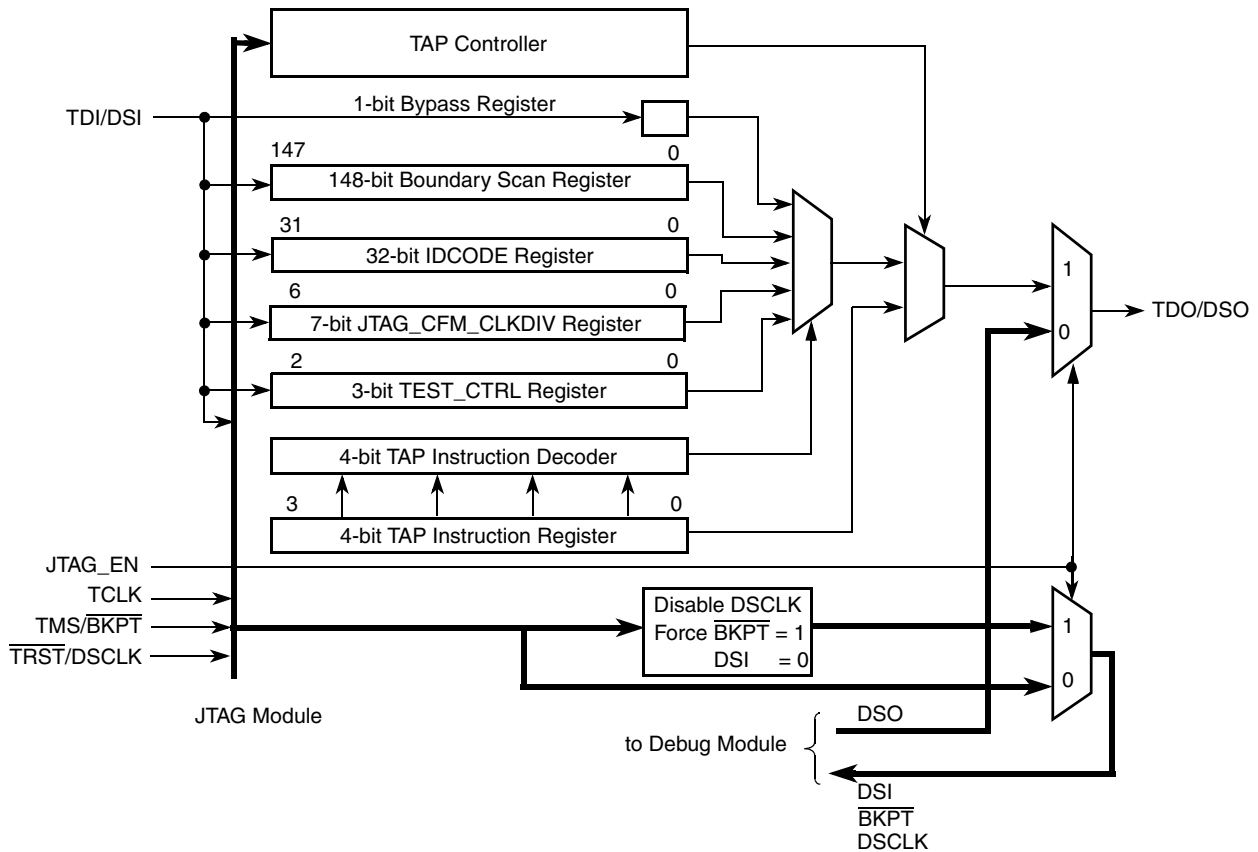 TAP Controller
1-bit Bypass Register
TDI/DSI
147 0
148-bit Boundary Scan Register
31 0
32-bit IDCODE Register
6 0
7-bit JTAG_CFM_CLKDIV Register
2 0
3-bit TEST_CTRL Register
4-bit TAP Instruction Decoder
3 0
4-bit TAP Instruction Register
1
0
TDO/DSO
JTAG_EN
TCLK
TMS/BKPT
TRST/DSCLK
Disable DSCLK
Force BKPT = 1
DSI = 0
1
0
JTAG Module
to Debug Module
DSO
DSI
BKPT
DSCLK